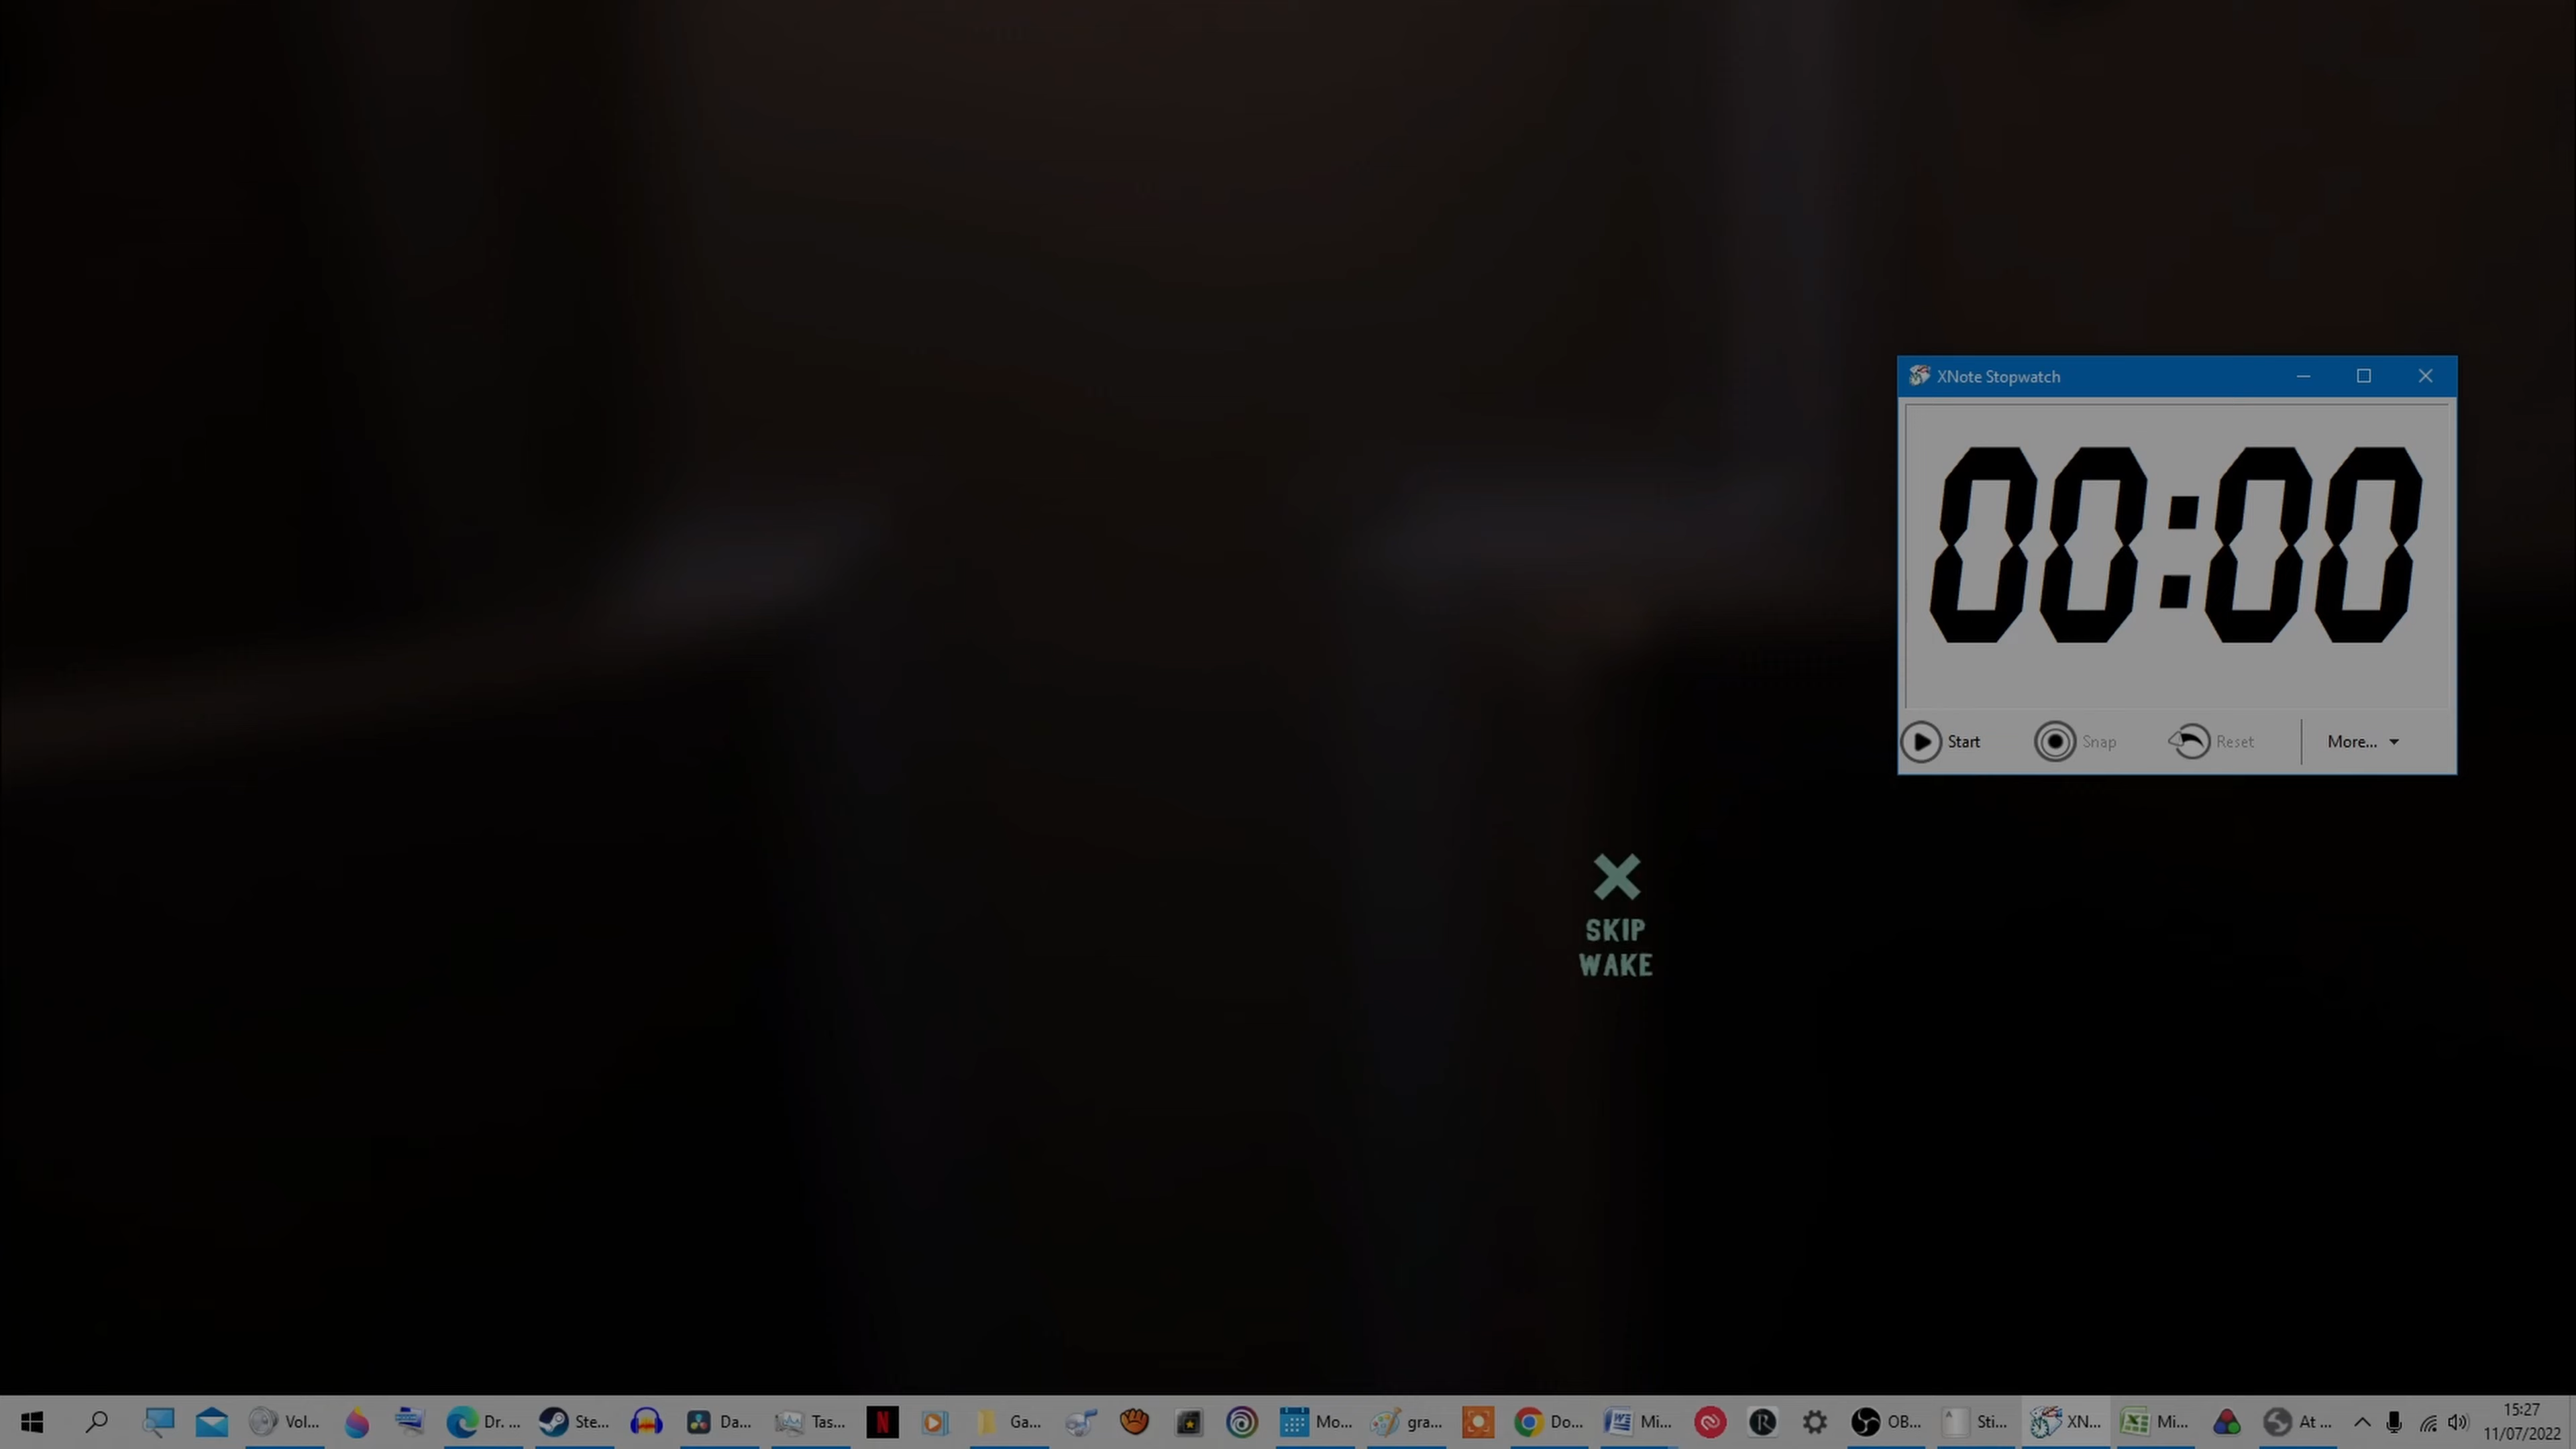 XNote Stopwatch
00:00
Start
Snap
Reset
More...
SKIP
WAKE
Vol...
Dr. ...
Ste...
Da...
Tas...
N
Ga...
Mo...
gra...
Do...
Mi...
R
OB...
Sti...
XN...
Mi...
At ...
15:27
11/07/2022